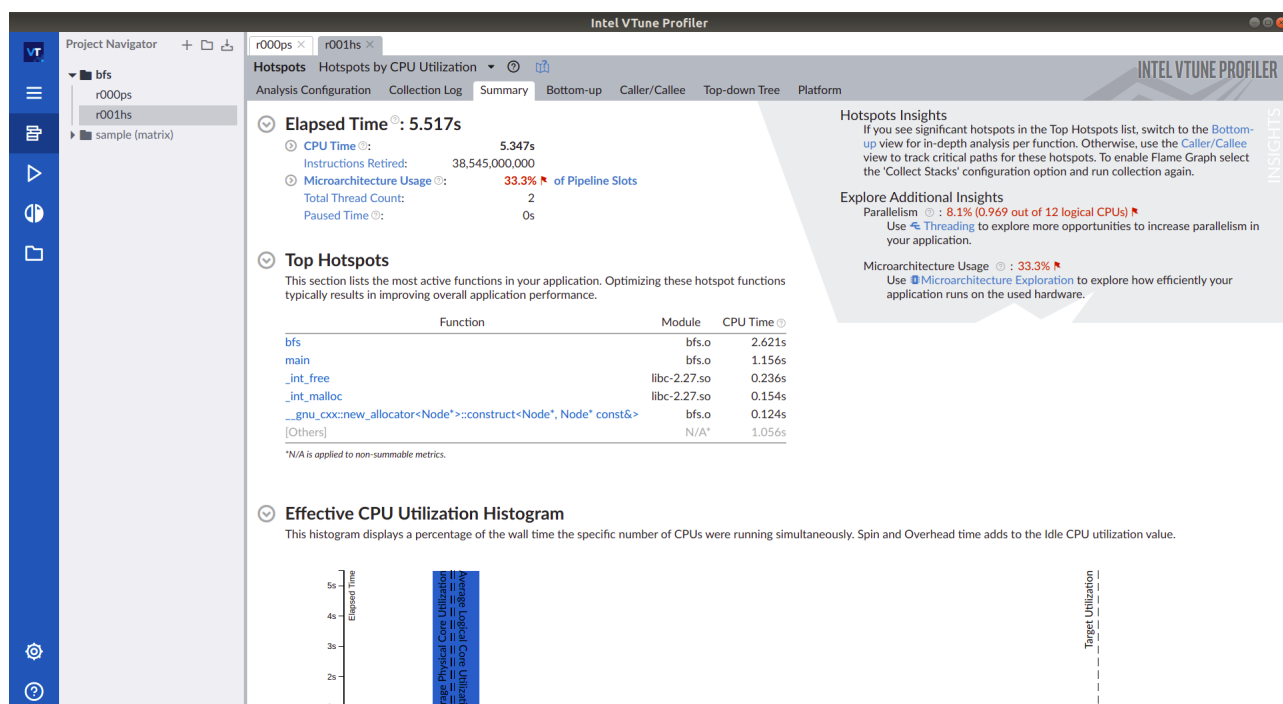 Intel VTune Profiler
VT
Project Navigator
bfs
r000ps
r001hs
sample (matrix)
r000ps × r001hs ×
Hotspots Hotspots by CPU Utilization
INTEL VTUNE PROFILER
Analysis Configuration Collection Log Summary Bottom-up Caller/Callee Top-down Tree Platform
Elapsed Time: 5.517s
CPU Time: 5.347s
Instructions Retired: 38,545,000,000
Microarchitecture Usage: 33.3% of Pipeline Slots
Total Thread Count: 2
Paused Time: 0s
Hotspots Insights
If you see significant hotspots in the Top Hotspots list, switch to the Bottom-
up view for in-depth analysis per function. Otherwise, use the Caller/Callee
view to track critical paths for these hotspots. To enable Flame Graph select
the 'Collect Stacks' configuration option and run collection again.
Explore Additional Insights
Parallelism : 8.1% (0.969 out of 12 logical CPUs)
Use Threading to explore more opportunities to increase parallelism in
your application.
Microarchitecture Usage : 33.3%
Use Microarchitecture Exploration to explore how efficiently your
application runs on the used hardware.
INSIGHTS
Top Hotspots
This section lists the most active functions in your application. Optimizing these hotspot functions
typically results in improving overall application performance.
Function Module CPU Time
bfs bfs.o 2.621s
main bfs.o 1.156s
_int_free libc-2.27.so 0.236s
_int_malloc libc-2.27.so 0.154s
__gnu_cxx::new_allocator<Node*>::construct<Node*, Node* const&> bfs.o 0.124s
[Others] N/A* 1.056s
*N/A is applied to non-summable metrics.
Effective CPU Utilization Histogram
This histogram displays a percentage of the wall time the specific number of CPUs were running simultaneously. Spin and Overhead time adds to the Idle CPU utilization value.
Elapsed Time
5s
4s
3s
2s
Physical Core Utilization
Average Logical Core
Target Utilization